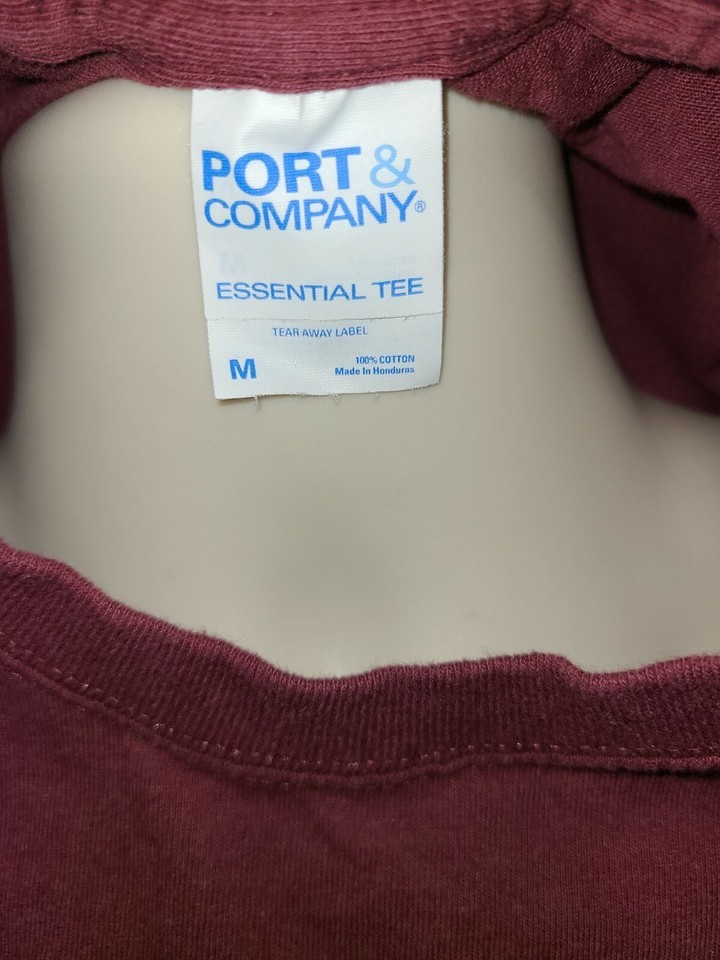 PORT &
COMPANY®
ESSENTIAL TEE
TEAR AWAY LABEL
M
100% COTTON
Made In Honduras